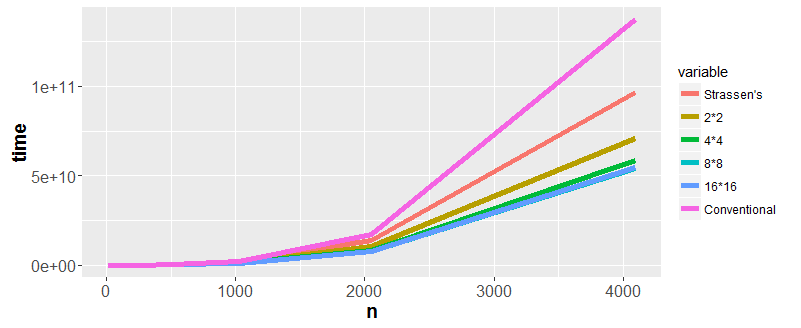 time
1e+11
5e+10
0e+00
0
1000
2000
3000
4000
n
variable
Strassen's
2*2
4*4
8*8
16*16
Conventional